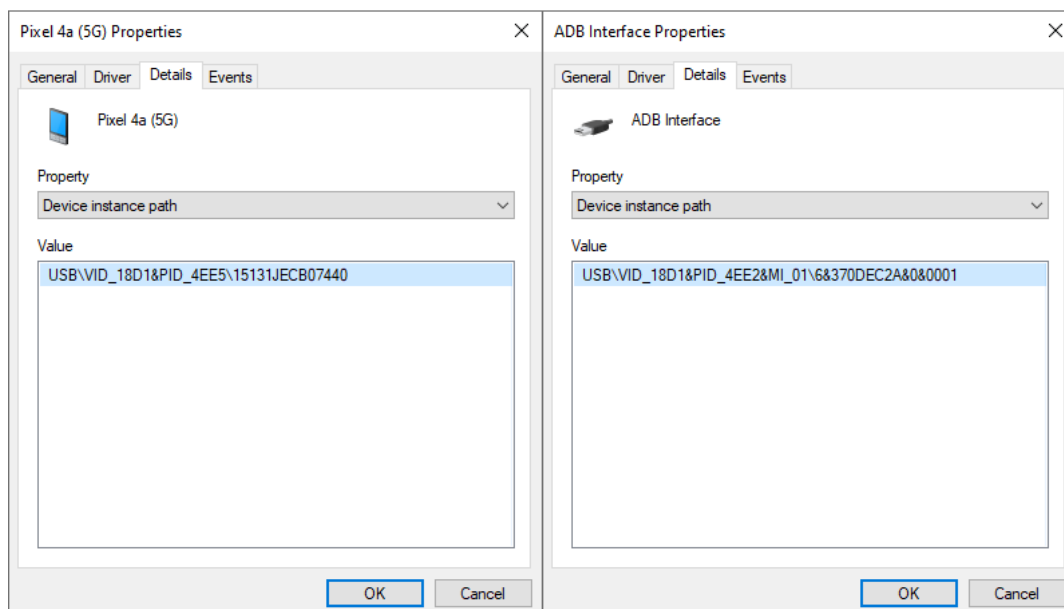 Pixel 4a (5G) Properties
General Driver Details Events
Pixel 4a (5G)
Property
Device instance path
Value
USB\VID_18D1&PID_4EE5\15131JECB07440
OK Cancel
ADB Interface Properties
General Driver Details Events
ADB Interface
Property
Device instance path
Value
USB\VID_18D1&PID_4EE2&MI_01\6&370DEC2A&0&0001
OK Cancel